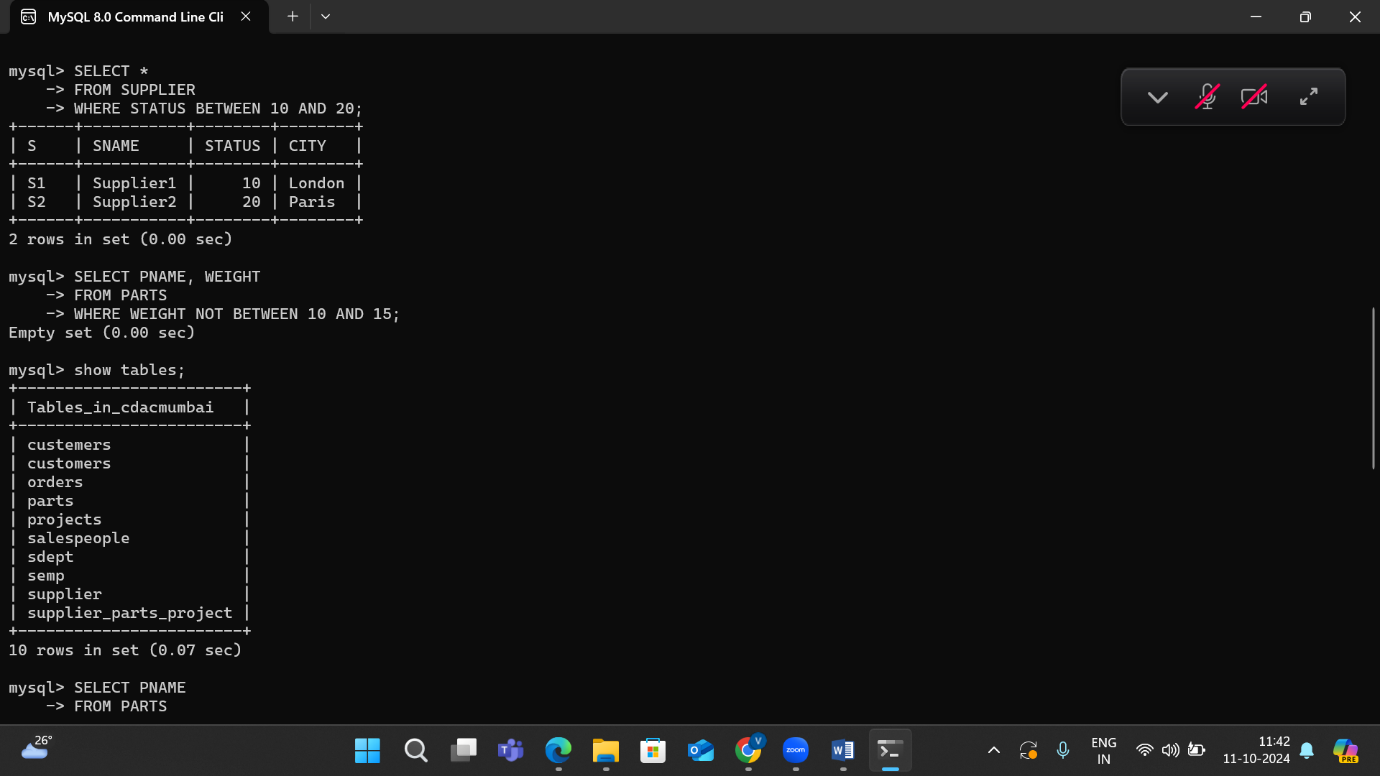 MySQL 8.0 Command Line Cli
mysql> SELECT *
    -> FROM SUPPLIER
    -> WHERE STATUS BETWEEN 10 AND 20;
+------+-----------+--------+--------+
| S    | SNAME     | STATUS | CITY   |
+------+-----------+--------+--------+
| S1   | Supplier1 |     10 | London |
| S2   | Supplier2 |     20 | Paris  |
+------+-----------+--------+--------+
2 rows in set (0.00 sec)
mysql> SELECT PNAME, WEIGHT
    -> FROM PARTS
    -> WHERE WEIGHT NOT BETWEEN 10 AND 15;
Empty set (0.00 sec)
mysql> show tables;
+------------------------+
| Tables_in_cdacmumbai   |
+------------------------+
| custemers              |
| customers              |
| orders                 |
| parts                  |
| projects               |
| salespeople            |
| sdept                  |
| semp                   |
| supplier               |
| supplier_parts_project |
+------------------------+
10 rows in set (0.07 sec)
mysql> SELECT PNAME
    -> FROM PARTS
26°
zoom
V
PRE
ENG
IN
11:42
11-10-2024